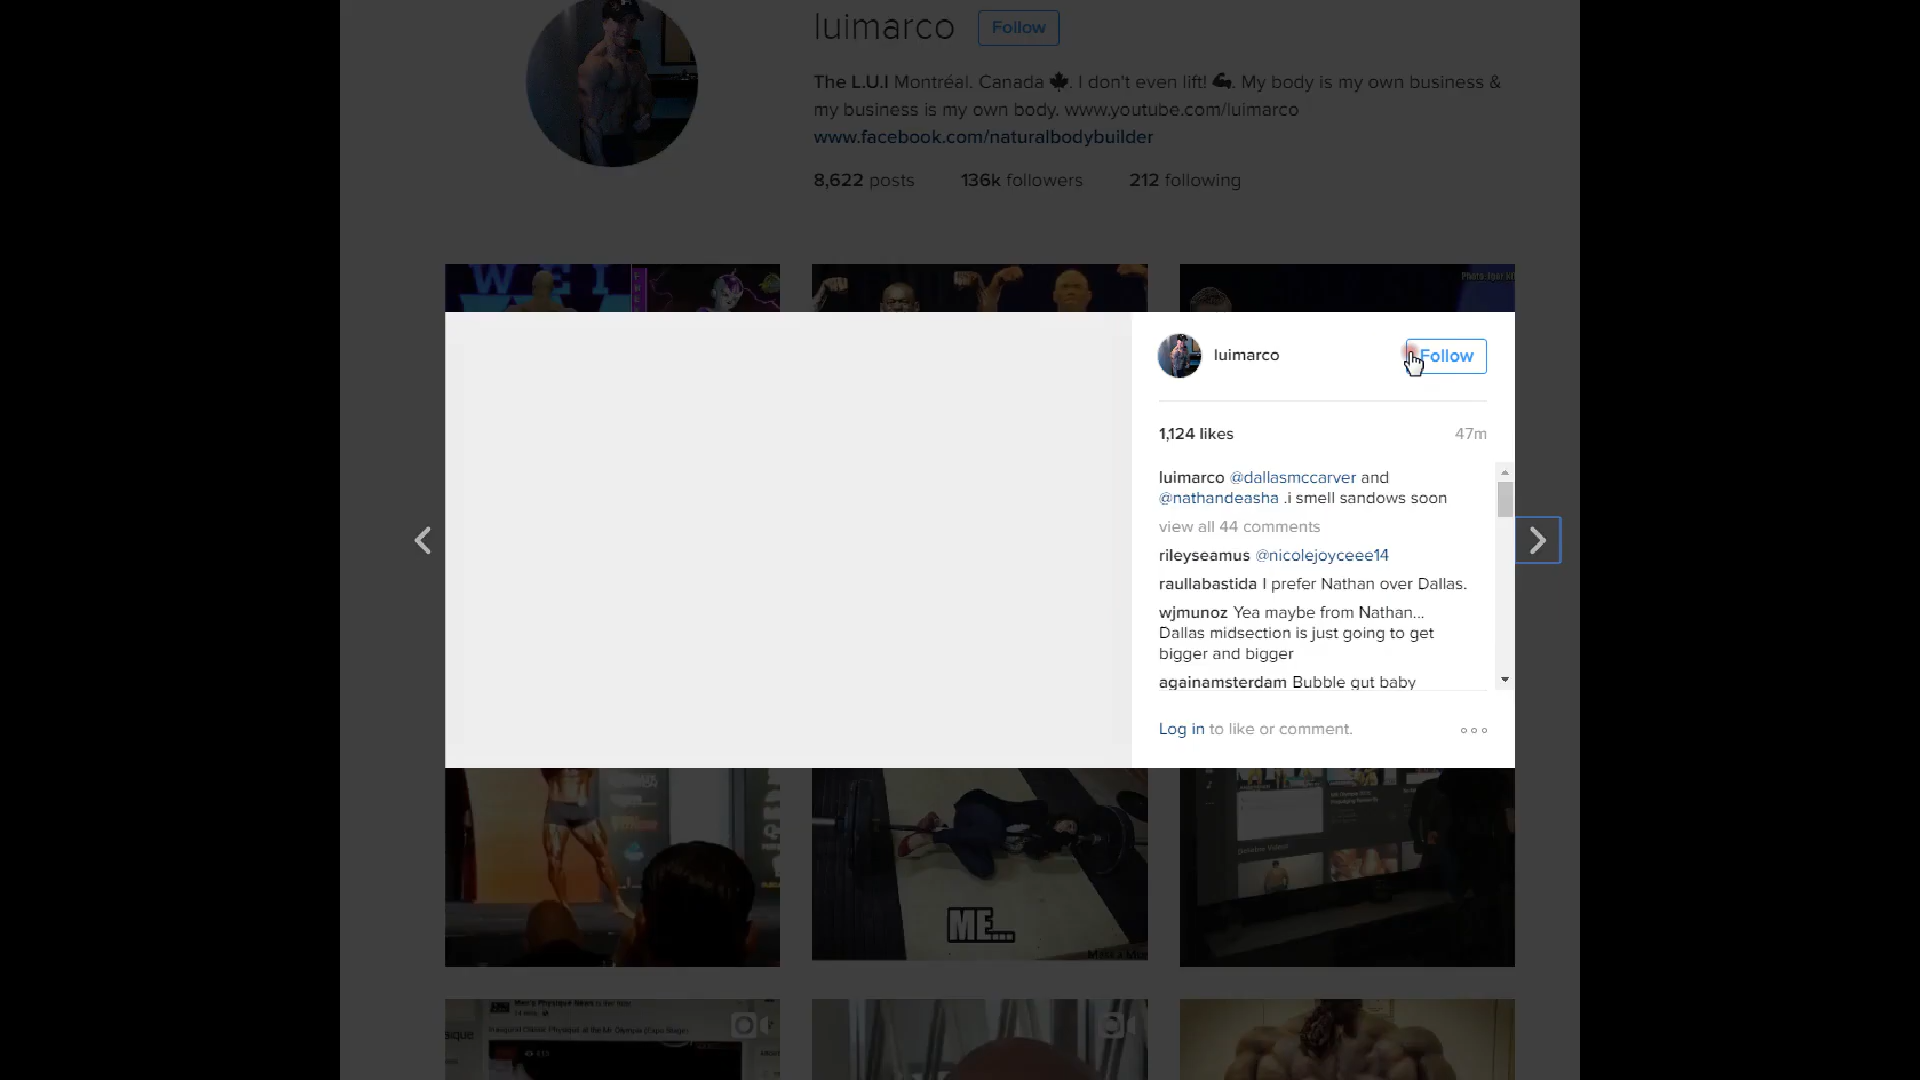 luimarco Follow
The L.U.I Montréal. Canada 🍁. I don't even lift! 💪. My body is my own business &
my business is my own body. www.youtube.com/luimarco
www.facebook.com/naturalbodybuilder
8,622 posts 136k followers 212 following
WEI
luimarco Follow
1,124 likes 47m
luimarco @dallasmccarver and
@nathandeasha .i smell sandows soon
view all 44 comments
rileyseamus @nicolejoyceee14
raullabastida I prefer Nathan over Dallas.
wjmunoz Yea maybe from Nathan...
Dallas midsection is just going to get
bigger and bigger
againamsterdam Bubble gut baby
Log in to like or comment.
ME...